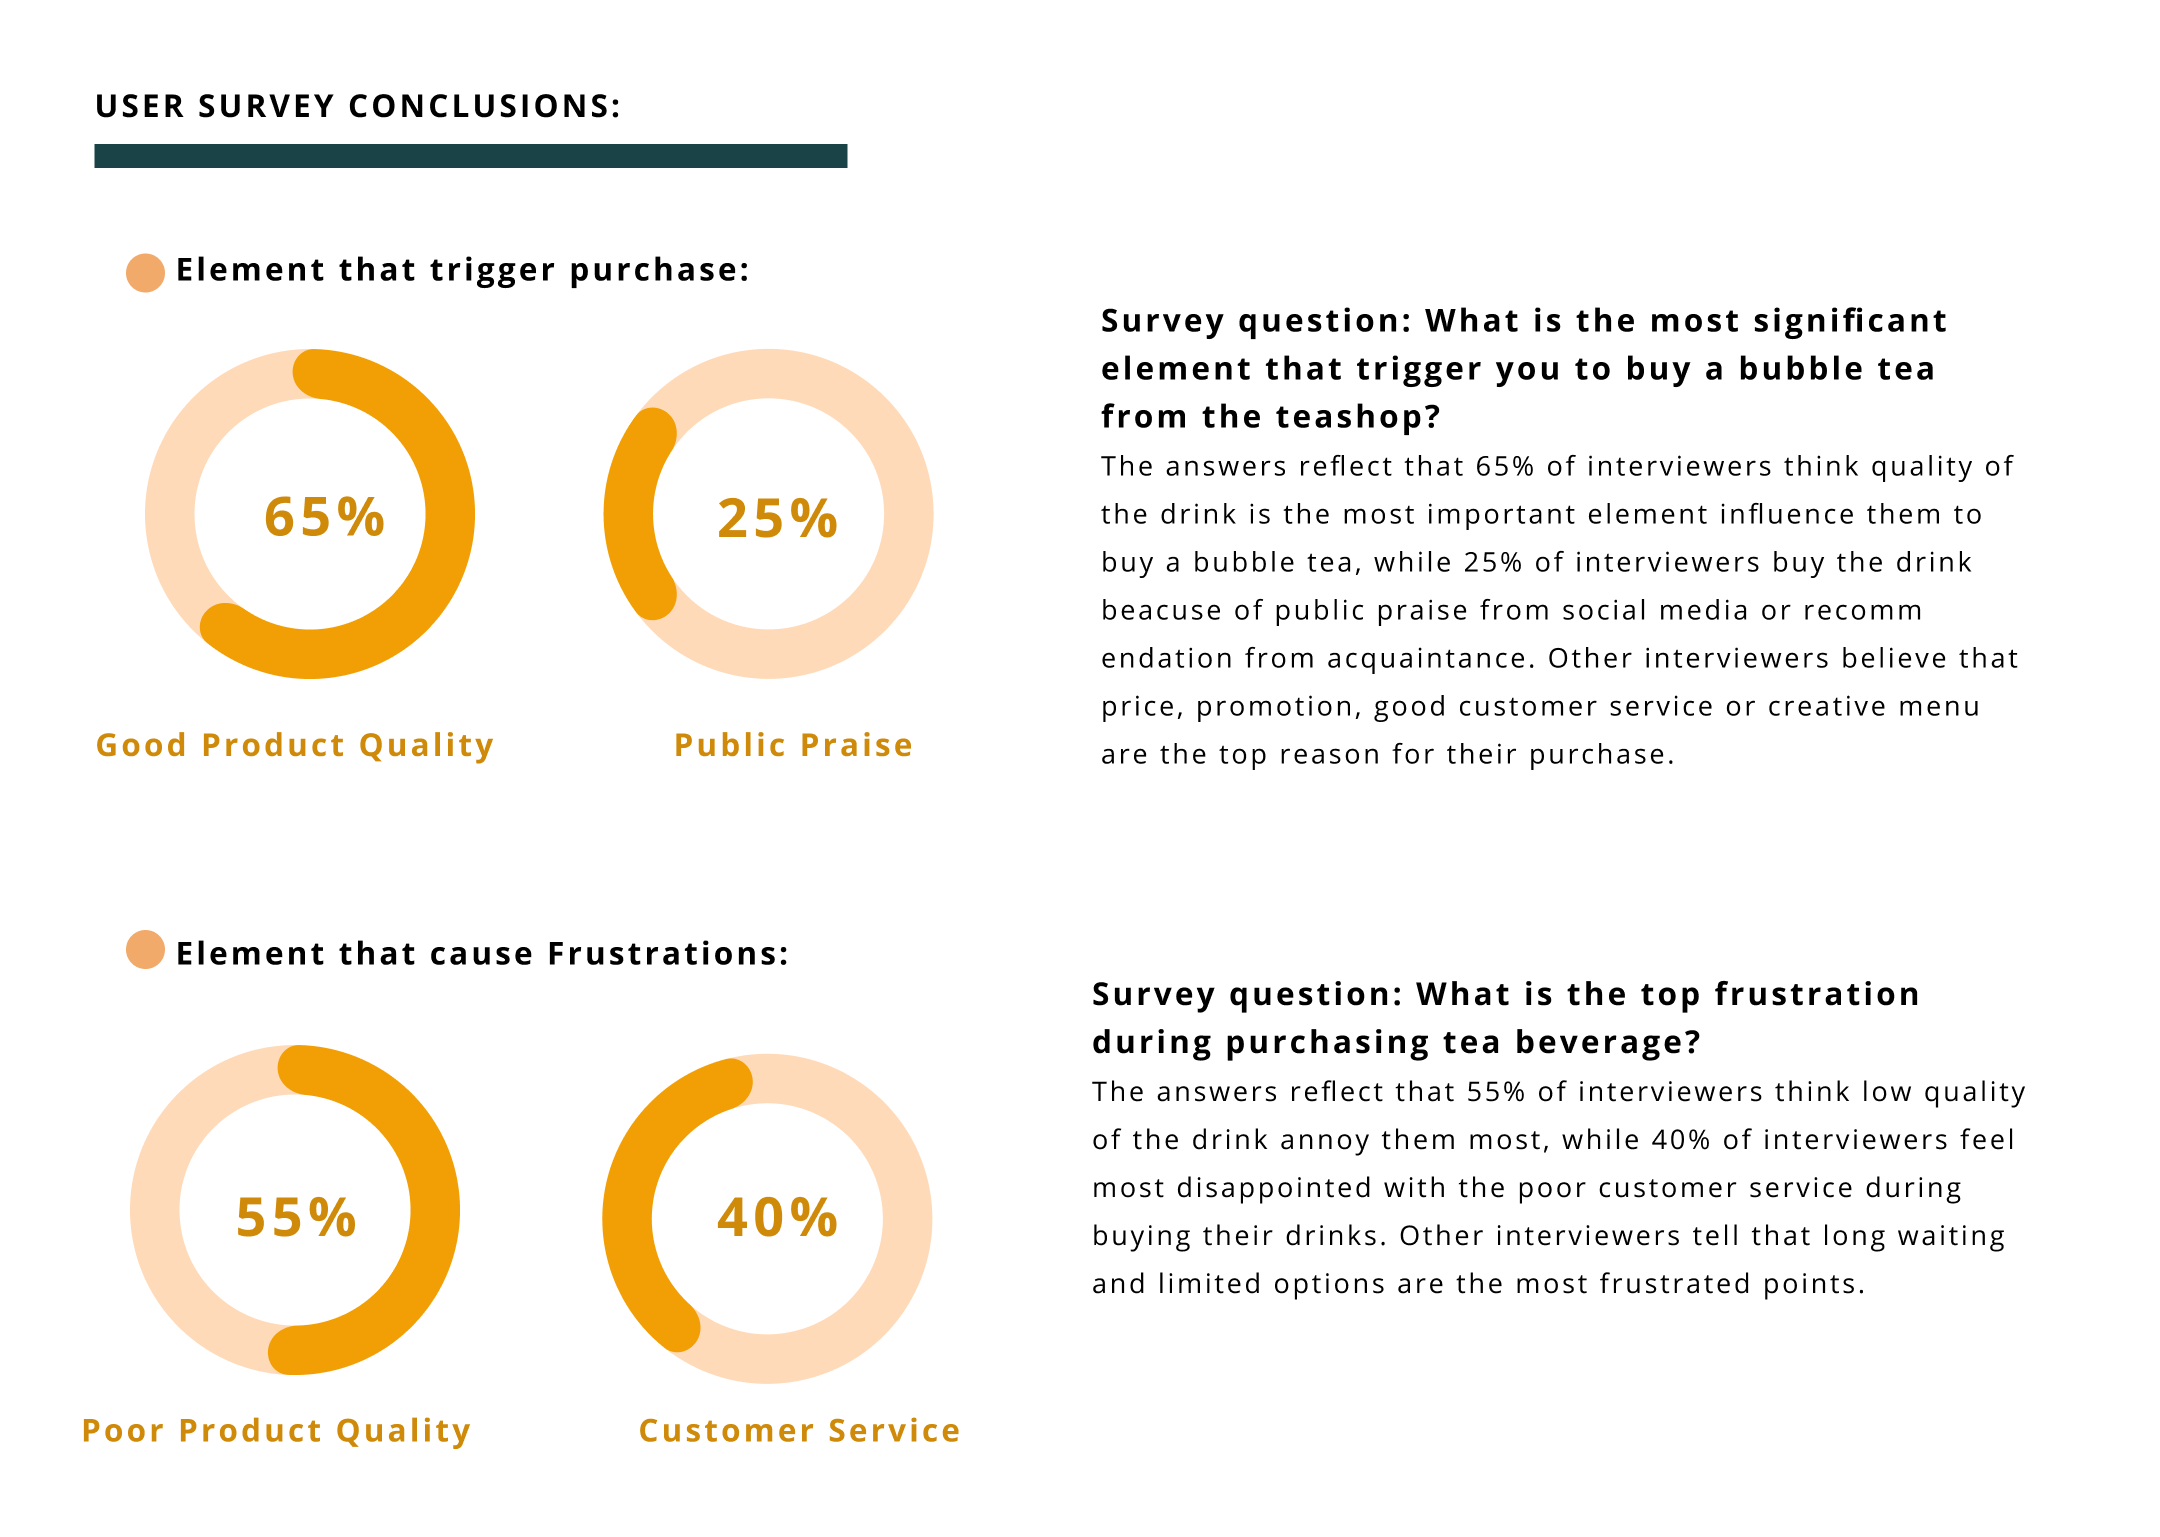 USER SURVEY CONCLUSIONS:
Element that trigger purchase:
65%
25%
Good Product Quality
Public Praise
Survey question: What is the most significant
element that trigger you to buy a bubble tea
from the teashop?
The answers reflect that 65% of interviewers think quality of
the drink is the most important element influence them to
buy a bubble tea, while 25% of interviewers buy the drink
beacuse of public praise from social media or recomm
endation from acquaintance. Other interviewers believe that
price, promotion, good customer service or creative menu
are the top reason for their purchase.
Element that cause Frustrations:
55%
40%
Poor Product Quality
Customer Service
Survey question: What is the top frustration
during purchasing tea beverage?
The answers reflect that 55% of interviewers think low quality
of the drink annoy them most, while 40% of interviewers feel
most disappointed with the poor customer service during
buying their drinks. Other interviewers tell that long waiting
and limited options are the most frustrated points.